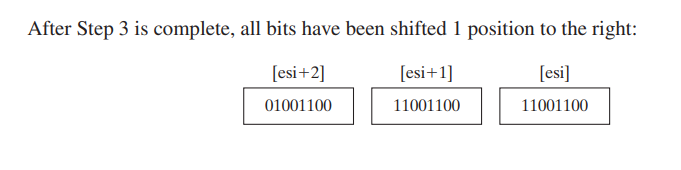 After Step 3 is complete, all bits have been shifted 1 position to the right:
[esi+2] [esi+1] [esi]
01001100 11001100 11001100